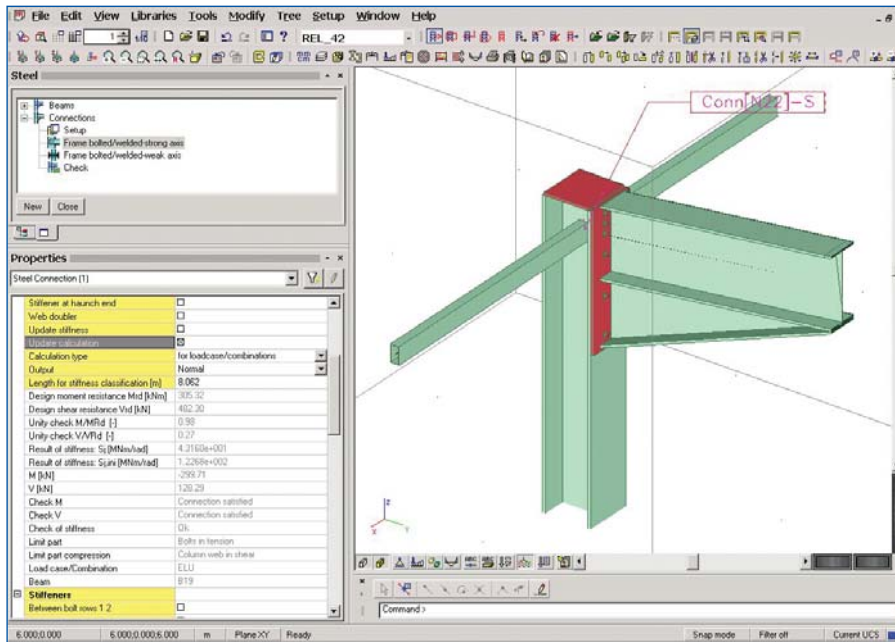 File Edit View Libraries Tools Modify Tree Setup Window Help
1 REL_42
Steel
Beams
Connections
Setup
Frame bolted/welded-strong axis
Frame bolted/welded-weak axis
Check
New Close
Properties
Steel Connection (1)
Stiffener at haunch end
Web doubler
Update stiffness
Update calculation
Calculation type for loadcase/combinations
Output Normal
Length for stiffness classification [m] 8.062
Design moment resistance Mrd [kNm] 305.32
Design shear resistance Vrd [kN] 482.20
Unity check M/MRd [-] 0.98
Unity check V/VRd [-] 0.27
Result of stiffness: Sj [MNm/rad] 4.2160e+001
Result of stiffness: Sj,ini [MNm/rad] 1.2268e+002
M [kN] -299.71
V [kN] 128.29
Check M Connection satisfied
Check V Connection satisfied
Check of stiffness Ok
Limit part Bolts in tension
Limit part compression Column web in shear
Load case/Combination ELU
Beam B19
Stiffeners
Between bolt rows 1 2
Conn[N22]-S
z
x
y
Command >
6.000;0.000 6.000;0.000;6.000 m Plane XY Ready Snap mode Filter off Current UCS